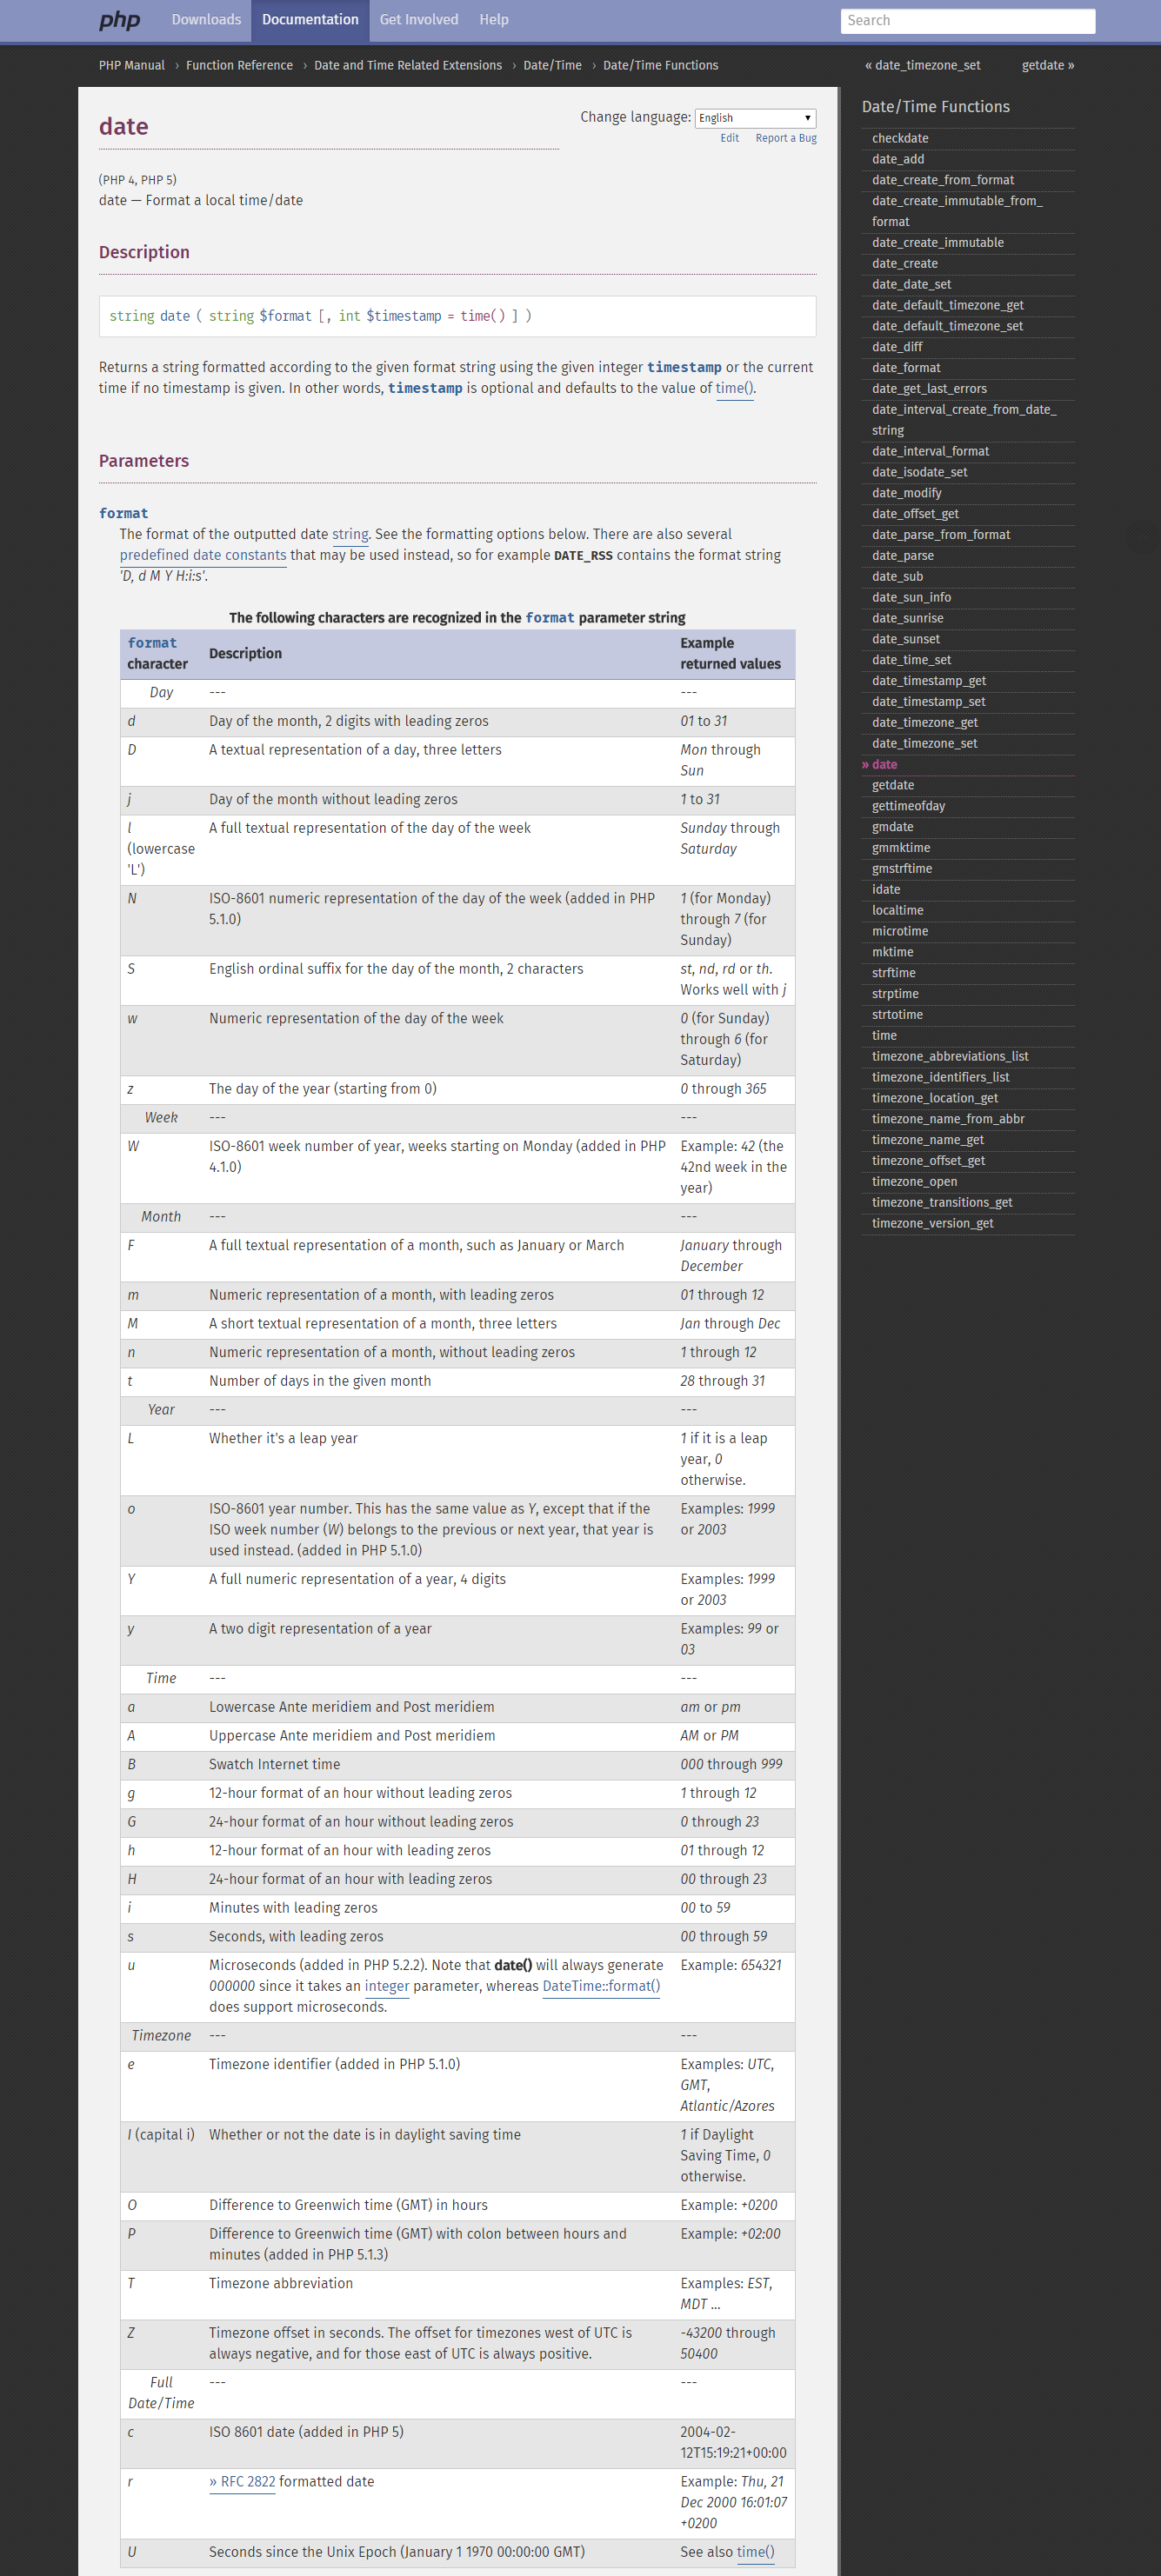 php Downloads Documentation Get Involved Help Search
PHP Manual › Function Reference › Date and Time Related Extensions › Date/Time › Date/Time Functions « date_timezone_set getdate »
date
Change language: English
Edit Report a Bug
(PHP 4, PHP 5)
date — Format a local time/date
Description
string date ( string $format [, int $timestamp = time() ] )
Returns a string formatted according to the given format string using the given integer timestamp or the current
time if no timestamp is given. In other words, timestamp is optional and defaults to the value of time().
Parameters
format
The format of the outputted date string. See the formatting options below. There are also several
predefined date constants that may be used instead, so for example DATE_RSS contains the format string
'D, d M Y H:i:s'.
The following characters are recognized in the format parameter string
format
character Description Example
returned values
Day --- ---
d Day of the month, 2 digits with leading zeros 01 to 31
D A textual representation of a day, three letters Mon through
Sun
j Day of the month without leading zeros 1 to 31
l
(lowercase
'L') A full textual representation of the day of the week Sunday through
Saturday
N ISO-8601 numeric representation of the day of the week (added in PHP
5.1.0) 1 (for Monday)
through 7 (for
Sunday)
S English ordinal suffix for the day of the month, 2 characters st, nd, rd or th.
Works well with j
w Numeric representation of the day of the week 0 (for Sunday)
through 6 (for
Saturday)
z The day of the year (starting from 0) 0 through 365
Week --- ---
W ISO-8601 week number of year, weeks starting on Monday (added in PHP
4.1.0) Example: 42 (the
42nd week in the
year)
Month --- ---
F A full textual representation of a month, such as January or March January through
December
m Numeric representation of a month, with leading zeros 01 through 12
M A short textual representation of a month, three letters Jan through Dec
n Numeric representation of a month, without leading zeros 1 through 12
t Number of days in the given month 28 through 31
Year --- ---
L Whether it's a leap year 1 if it is a leap
year, 0
otherwise.
o ISO-8601 year number. This has the same value as Y, except that if the
ISO week number (W) belongs to the previous or next year, that year is
used instead. (added in PHP 5.1.0) Examples: 1999
or 2003
Y A full numeric representation of a year, 4 digits Examples: 1999
or 2003
y A two digit representation of a year Examples: 99 or
03
Time --- ---
a Lowercase Ante meridiem and Post meridiem am or pm
A Uppercase Ante meridiem and Post meridiem AM or PM
B Swatch Internet time 000 through 999
g 12-hour format of an hour without leading zeros 1 through 12
G 24-hour format of an hour without leading zeros 0 through 23
h 12-hour format of an hour with leading zeros 01 through 12
H 24-hour format of an hour with leading zeros 00 through 23
i Minutes with leading zeros 00 to 59
s Seconds, with leading zeros 00 through 59
u Microseconds (added in PHP 5.2.2). Note that date() will always generate
000000 since it takes an integer parameter, whereas DateTime::format()
does support microseconds. Example: 654321
Timezone --- ---
e Timezone identifier (added in PHP 5.1.0) Examples: UTC,
GMT,
Atlantic/Azores
I (capital i) Whether or not the date is in daylight saving time 1 if Daylight
Saving Time, 0
otherwise.
O Difference to Greenwich time (GMT) in hours Example: +0200
P Difference to Greenwich time (GMT) with colon between hours and
minutes (added in PHP 5.1.3) Example: +02:00
T Timezone abbreviation Examples: EST,
MDT ...
Z Timezone offset in seconds. The offset for timezones west of UTC is
always negative, and for those east of UTC is always positive. -43200 through
50400
Full
Date/Time --- ---
c ISO 8601 date (added in PHP 5) 2004-02-
12T15:19:21+00:00
r » RFC 2822 formatted date Example: Thu, 21
Dec 2000 16:01:07
+0200
U Seconds since the Unix Epoch (January 1 1970 00:00:00 GMT) See also time()
Date/Time Functions
checkdate
date_add
date_create_from_format
date_create_immutable_from_
format
date_create_immutable
date_create
date_date_set
date_default_timezone_get
date_default_timezone_set
date_diff
date_format
date_get_last_errors
date_interval_create_from_date_
string
date_interval_format
date_isodate_set
date_modify
date_offset_get
date_parse_from_format
date_parse
date_sub
date_sun_info
date_sunrise
date_sunset
date_time_set
date_timestamp_get
date_timestamp_set
date_timezone_get
date_timezone_set
» date
getdate
gettimeofday
gmdate
gmmktime
gmstrftime
idate
localtime
microtime
mktime
strftime
strptime
strtotime
time
timezone_abbreviations_list
timezone_identifiers_list
timezone_location_get
timezone_name_from_abbr
timezone_name_get
timezone_offset_get
timezone_open
timezone_transitions_get
timezone_version_get